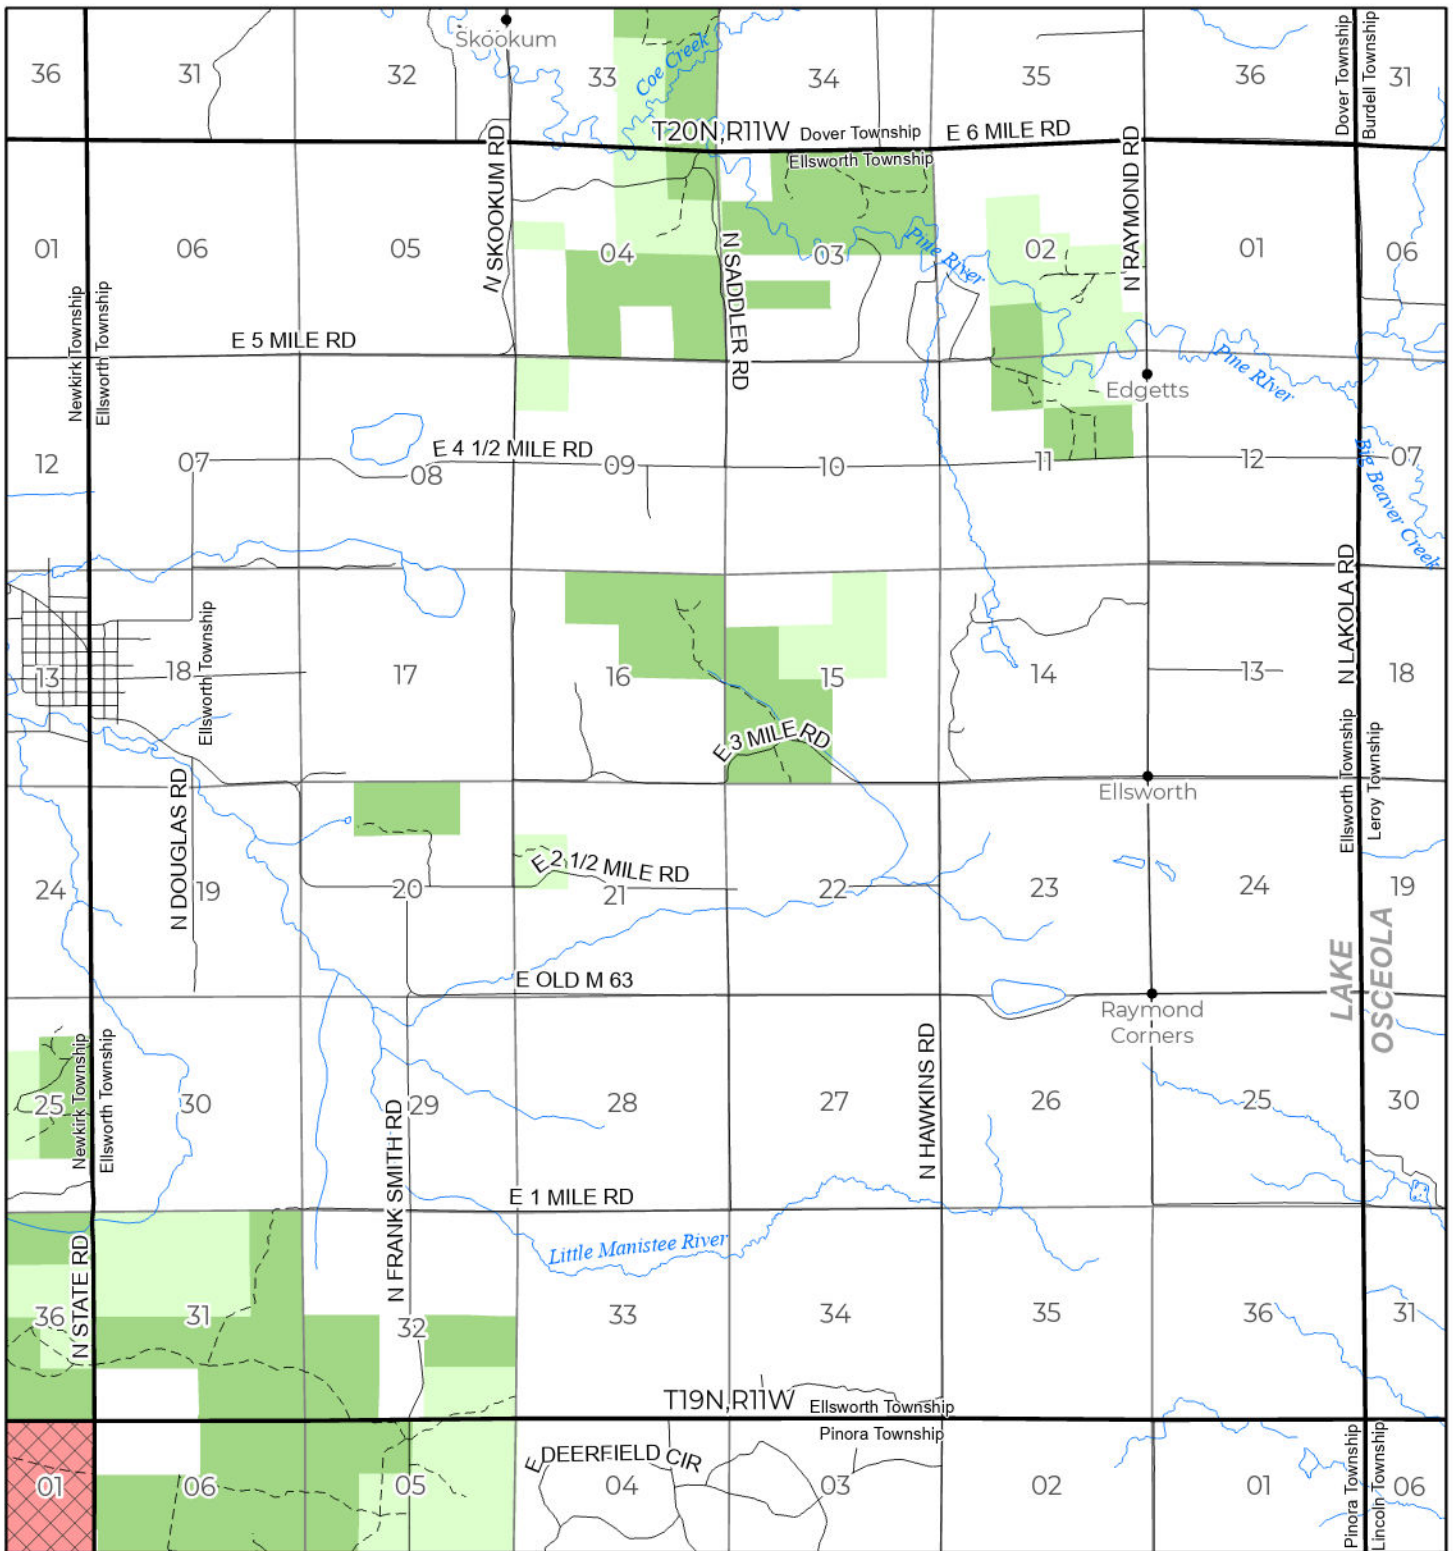 Skookum
Coe Creek
36
31
32
33
34
35
36
31
Dover Township
Burdell Township
T20N,R11W
Dover Township
E 6 MILE RD
Ellsworth Township
N SKOOKUM RD
N RAYMOND RD
01
06
05
04
N SADDLER RD
03
Pine River
02
01
06
Newkirk Township
Ellsworth Township
E 5 MILE RD
Pine RIver
Edgetts
12
07
E 4 1/2 MILE RD
08
09
10
11
12
07
Big Beaver Creek
N LAKOLA RD
13
18
Ellsworth Township
17
16
15
14
13
18
E 3 MILE RD
Ellsworth Township
Leroy Township
Ellsworth
N DOUGLAS RD
24
19
20
E 2 1/2 MILE RD
21
22
23
24
19
LAKE
OSCEOLA
E OLD M 63
Raymond
Corners
Newkirk Township
Ellsworth Township
25
30
29
28
27
N HAWKINS RD
26
25
30
N FRANK SMITH RD
E 1 MILE RD
Little Manistee River
N STATE RD
36
31
32
33
34
35
36
31
T19N,R11W
Ellsworth Township
Pinora Township
E DEERFIELD CIR
Pinora Township
Lincoln Township
01
06
05
04
03
02
01
06